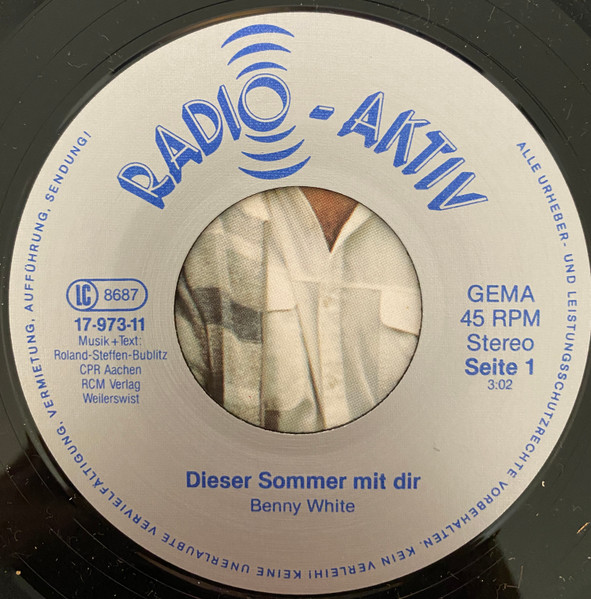 RADIO-AKTIV
LC 8687
17-973-11
Musik+Text:
Roland-Steffen-Bublitz
CPR Aachen
RCM Verlag
Weilerswist
GEMA
45 RPM
Stereo
Seite 1
3:02
Dieser Sommer mit dir
Benny White
ALLE URHEBER- UND LEISTUNGSSCHUTZRECHTE VORBEHALTEN. KEIN VERLEIH! KEINE UNERLAUBTE VERVIELFÄLTIGUNG, VERMIETUNG, AUFFÜHRUNG, SENDUNG!